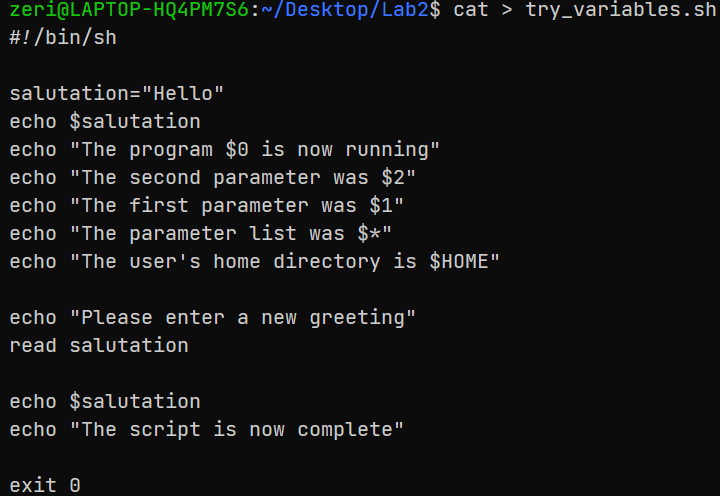 zeri@LAPTOP-HQ4PM7S6:~/Desktop/Lab2$ cat > try_variables.sh
#!/bin/sh
salutation="Hello"
echo $salutation
echo "The program $0 is now running"
echo "The second parameter was $2"
echo "The first parameter was $1"
echo "The parameter list was $*"
echo "The user's home directory is $HOME"
echo "Please enter a new greeting"
read salutation
echo $salutation
echo "The script is now complete"
exit 0